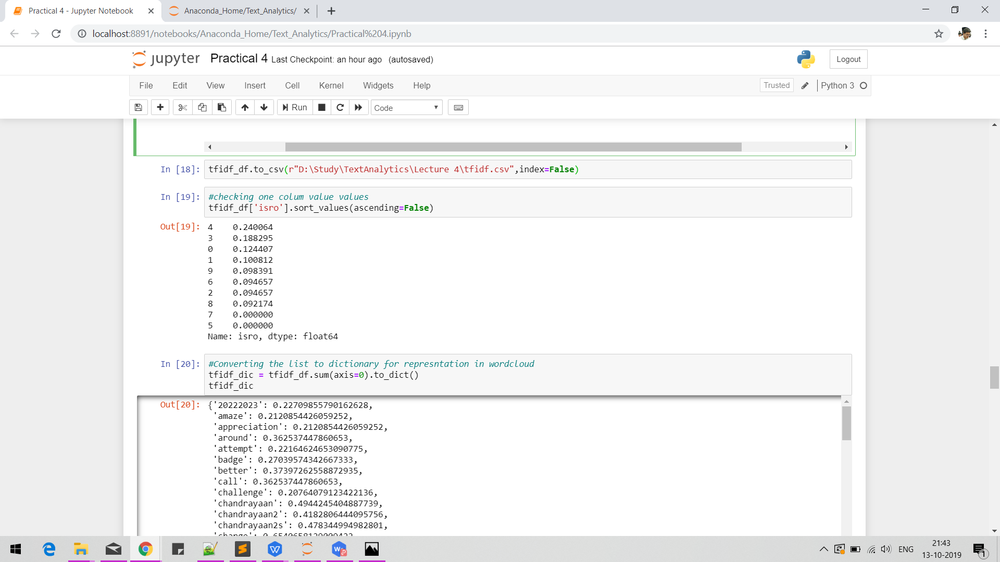 Practical 4 - Jupyter Notebook
Anaconda_Home/Text_Analytics/
localhost:8891/notebooks/Anaconda_Home/Text_Analytics/Practical%204.ipynb
jupyter Practical 4 Last Checkpoint: an hour ago (autosaved)
Logout
File Edit View Insert Cell Kernel Widgets Help
Trusted
Python 3
Run
Code
In [18]: tfidf_df.to_csv(r"D:\Study\TextAnalytics\Lecture 4\tfidf.csv",index=False)
In [19]: #checking one colum value values
tfidf_df['isro'].sort_values(ascending=False)
Out[19]: 4 0.240064
3 0.188295
0 0.124407
1 0.100812
9 0.098391
6 0.094657
2 0.094657
8 0.092174
7 0.000000
5 0.000000
Name: isro, dtype: float64
In [20]: #Converting the list to dictionary for represntation in wordcloud
tfidf_dic = tfidf_df.sum(axis=0).to_dict()
tfidf_dic
Out[20]: {'20222023': 0.22709855790162628,
'amaze': 0.2120854426059252,
'appreciation': 0.2120854426059252,
'around': 0.362537447860653,
'attempt': 0.22164624653090775,
'badge': 0.27039574342667333,
'better': 0.37397262558872935,
'call': 0.362537447860653,
'challenge': 0.20764079123422136,
'chandrayaan': 0.4944245404887739,
'chandrayaan2': 0.4182806444095756,
'chandrayaan2s': 0.478344994982801,
ENG
21:43
13-10-2019
1